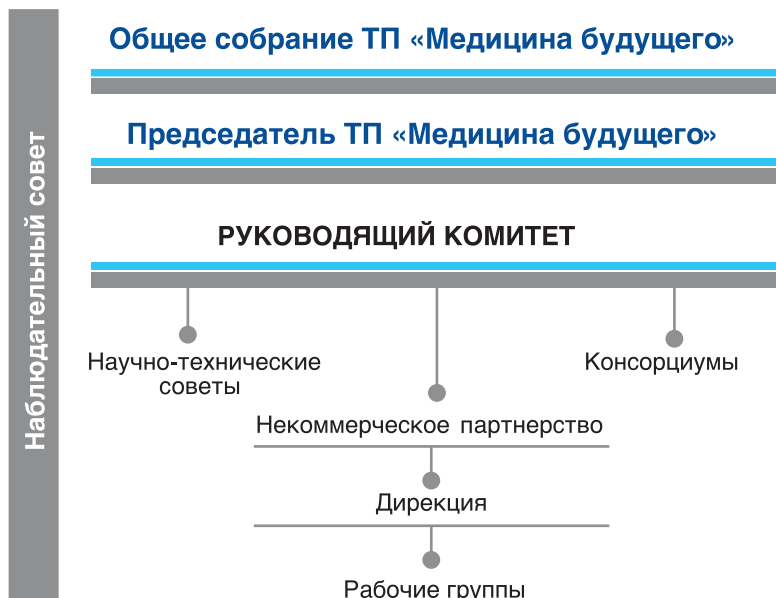 Наблюдательный совет
Общее собрание ТП «Медицина будущего»
Председатель ТП «Медицина будущего»
РУКОВОДЯЩИЙ КОМИТЕТ
Научно-технические
советы
Консорциумы
Некоммерческое партнерство
Дирекция
Рабочие группы